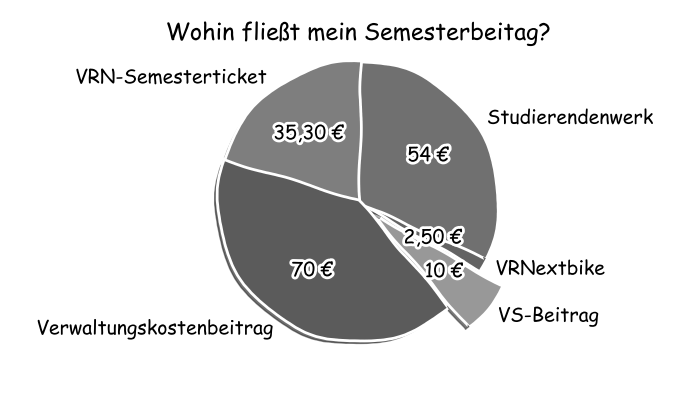 Wohin fließt mein Semesterbeitag?
VRN-Semesterticket
Studierendenwerk
35,30 €
54 €
2,50 €
VRNextbike
70 €
10 €
VS-Beitrag
Verwaltungskostenbeitrag